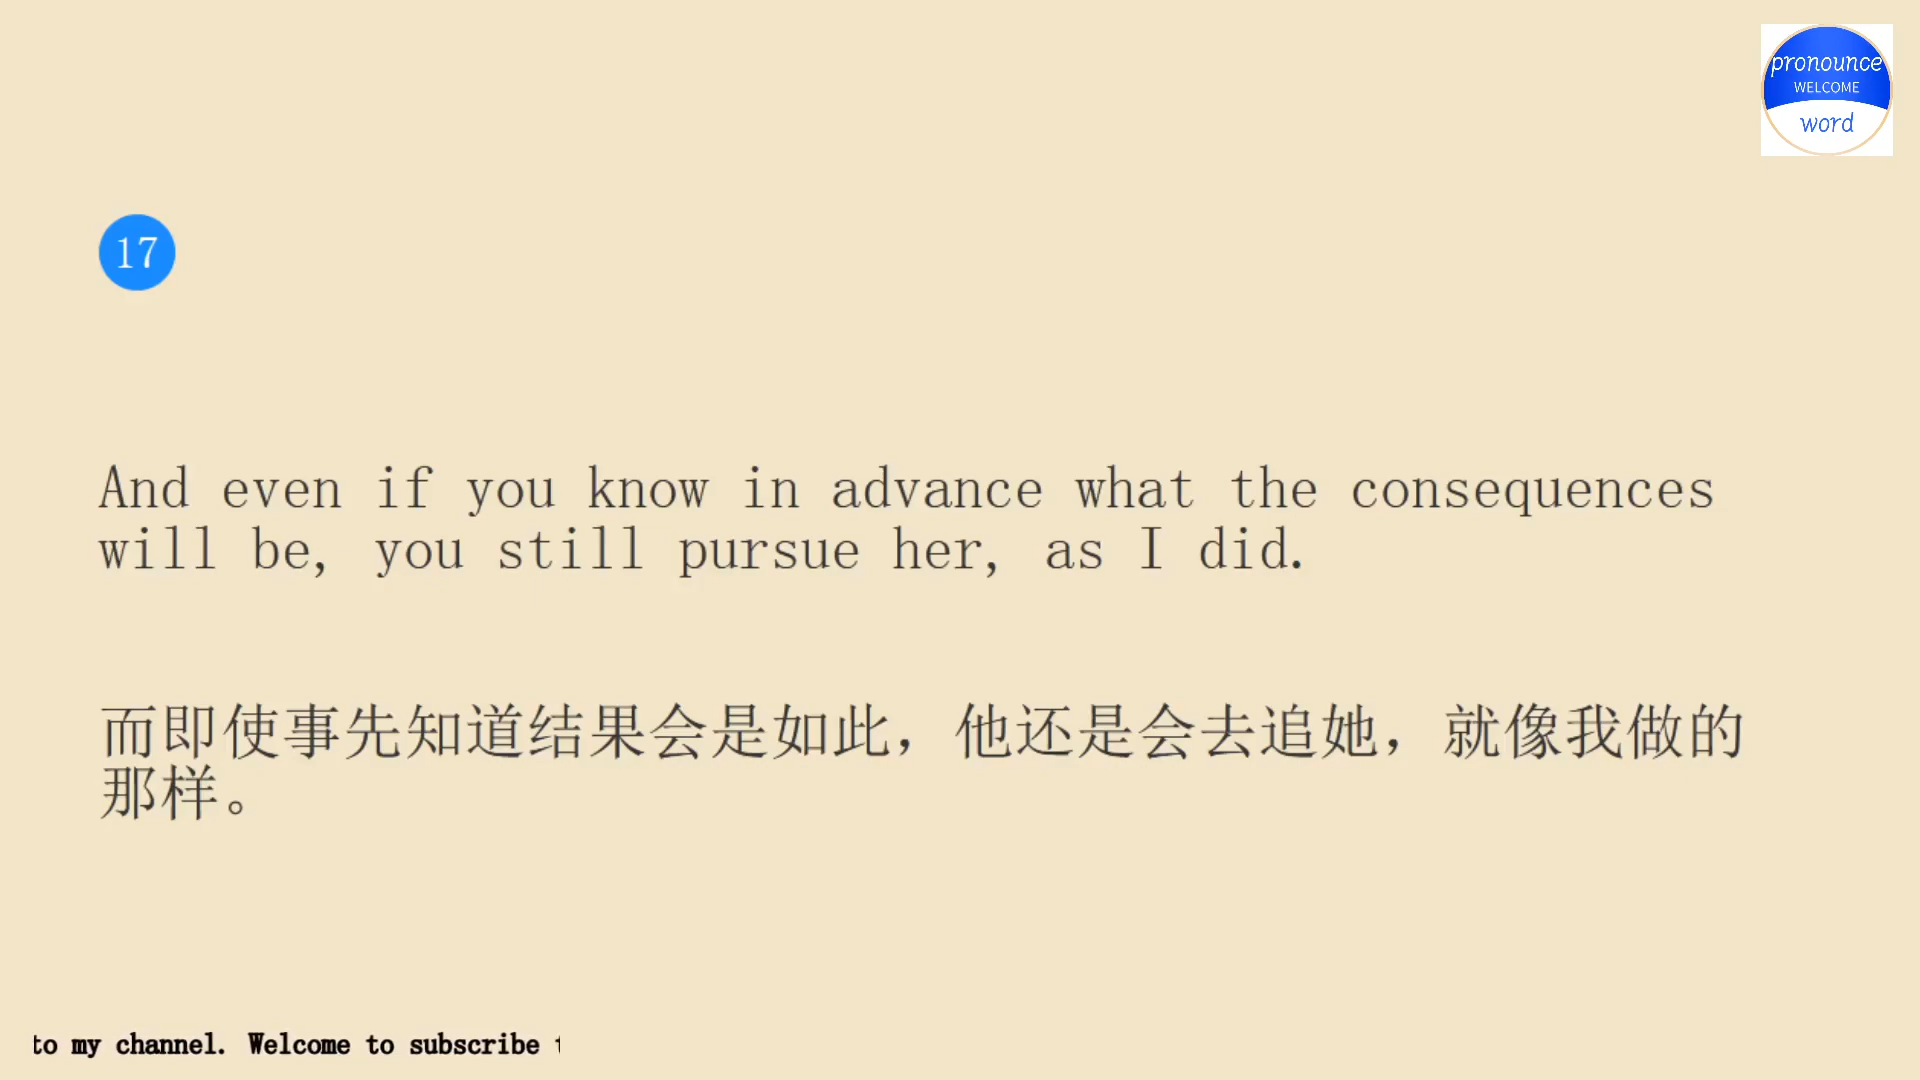 pronounce
WELCOME
word
17
And even if you know in advance what the consequences
will be, you still pursue her, as I did.
而即使事先知道结果会是如此，他还是会去追她，就像我做的
那样。
to my channel. Welcome to subscribe